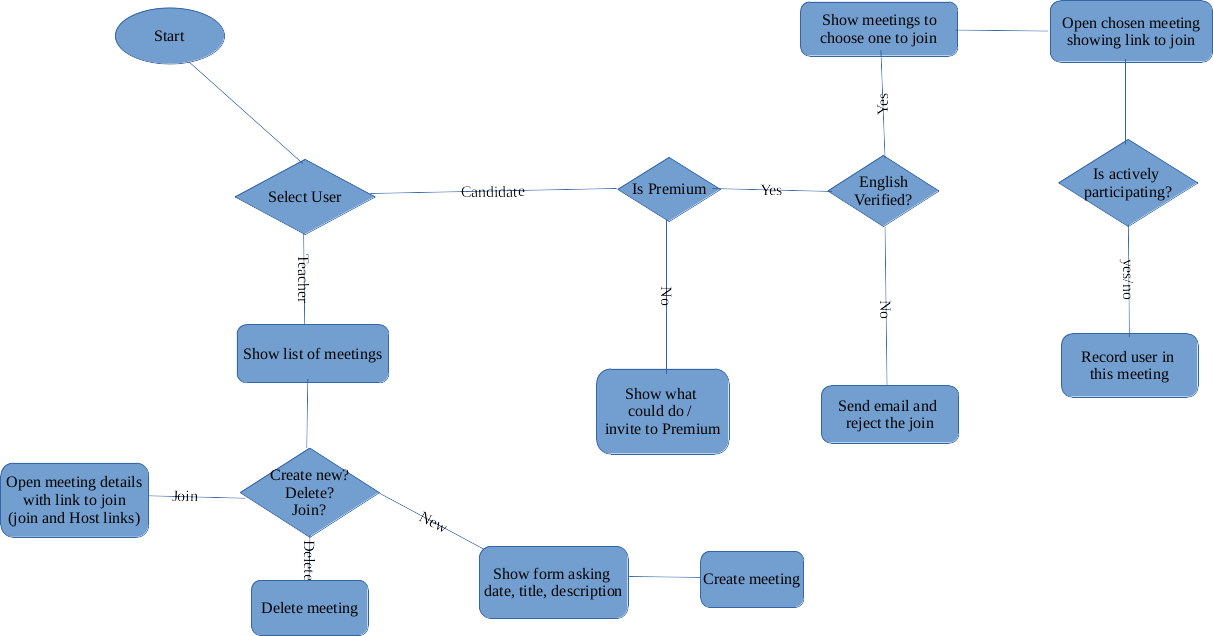 Start
Show meetings to
choose one to join
Open chosen meeting
showing link to join
Yes
Select User
Candidate
Is Premium
Yes
English
Verified?
Is actively
participating?
Teacher
No
No
yes/no
Show list of meetings
Show what
could do /
invite to Premium
Send email and
reject the join
Record user in
this meeting
Open meeting details
with link to join
(join and Host links)
Join
Create new?
Delete?
Join?
New
Delete
Delete meeting
Show form asking
date, title, description
Create meeting